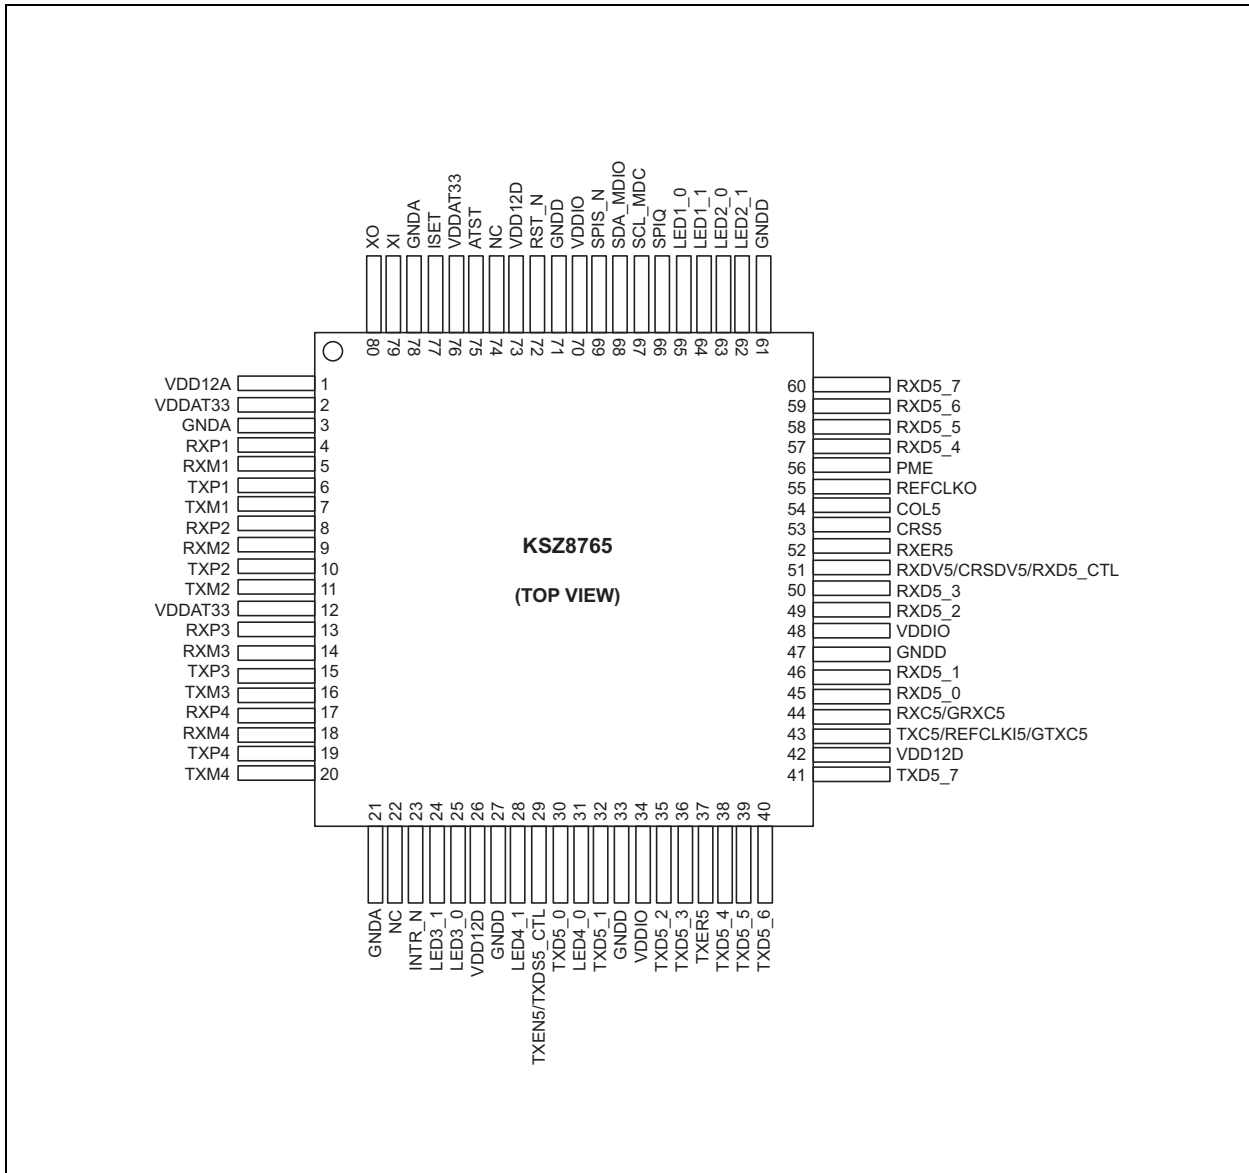 XO
XI
GNDA
ISET
VDDAT33
ATST
NC
VDD12D
RST_N
GNDD
VDDIO
SPIS_N
SDA_MDIO
SCL_MDC
SPIQ
LED1_0
LED1_1
LED2_0
LED2_1
GNDD
80
79
78
77
76
75
74
73
72
71
70
69
68
67
66
65
64
63
62
61
VDD12A 1
VDDAT33 2
GNDA 3
RXP1 4
RXM1 5
TXP1 6
TXM1 7
RXP2 8
RXM2 9
TXP2 10
TXM2 11
VDDAT33 12
RXP3 13
RXM3 14
TXP3 15
TXM3 16
RXP4 17
RXM4 18
TXP4 19
TXM4 20
KSZ8765
(TOP VIEW)
60 RXD5_7
59 RXD5_6
58 RXD5_5
57 RXD5_4
56 PME
55 REFCLKO
54 COL5
53 CRS5
52 RXER5
51 RXDV5/CRSDV5/RXD5_CTL
50 RXD5_3
49 RXD5_2
48 VDDIO
47 GNDD
46 RXD5_1
45 RXD5_0
44 RXC5/GRXC5
43 TXC5/REFCLKI5/GTXC5
42 VDD12D
41 TXD5_7
21
22
23
24
25
26
27
28
29
30
31
32
33
34
35
36
37
38
39
40
GNDA
NC
INTR_N
LED3_1
LED3_0
VDD12D
GNDD
LED4_1
TXEN5/TXDS5_CTL
TXD5_0
LED4_0
TXD5_1
GNDD
VDDIO
TXD5_2
TXD5_3
TXER5
TXD5_4
TXD5_5
TXD5_6